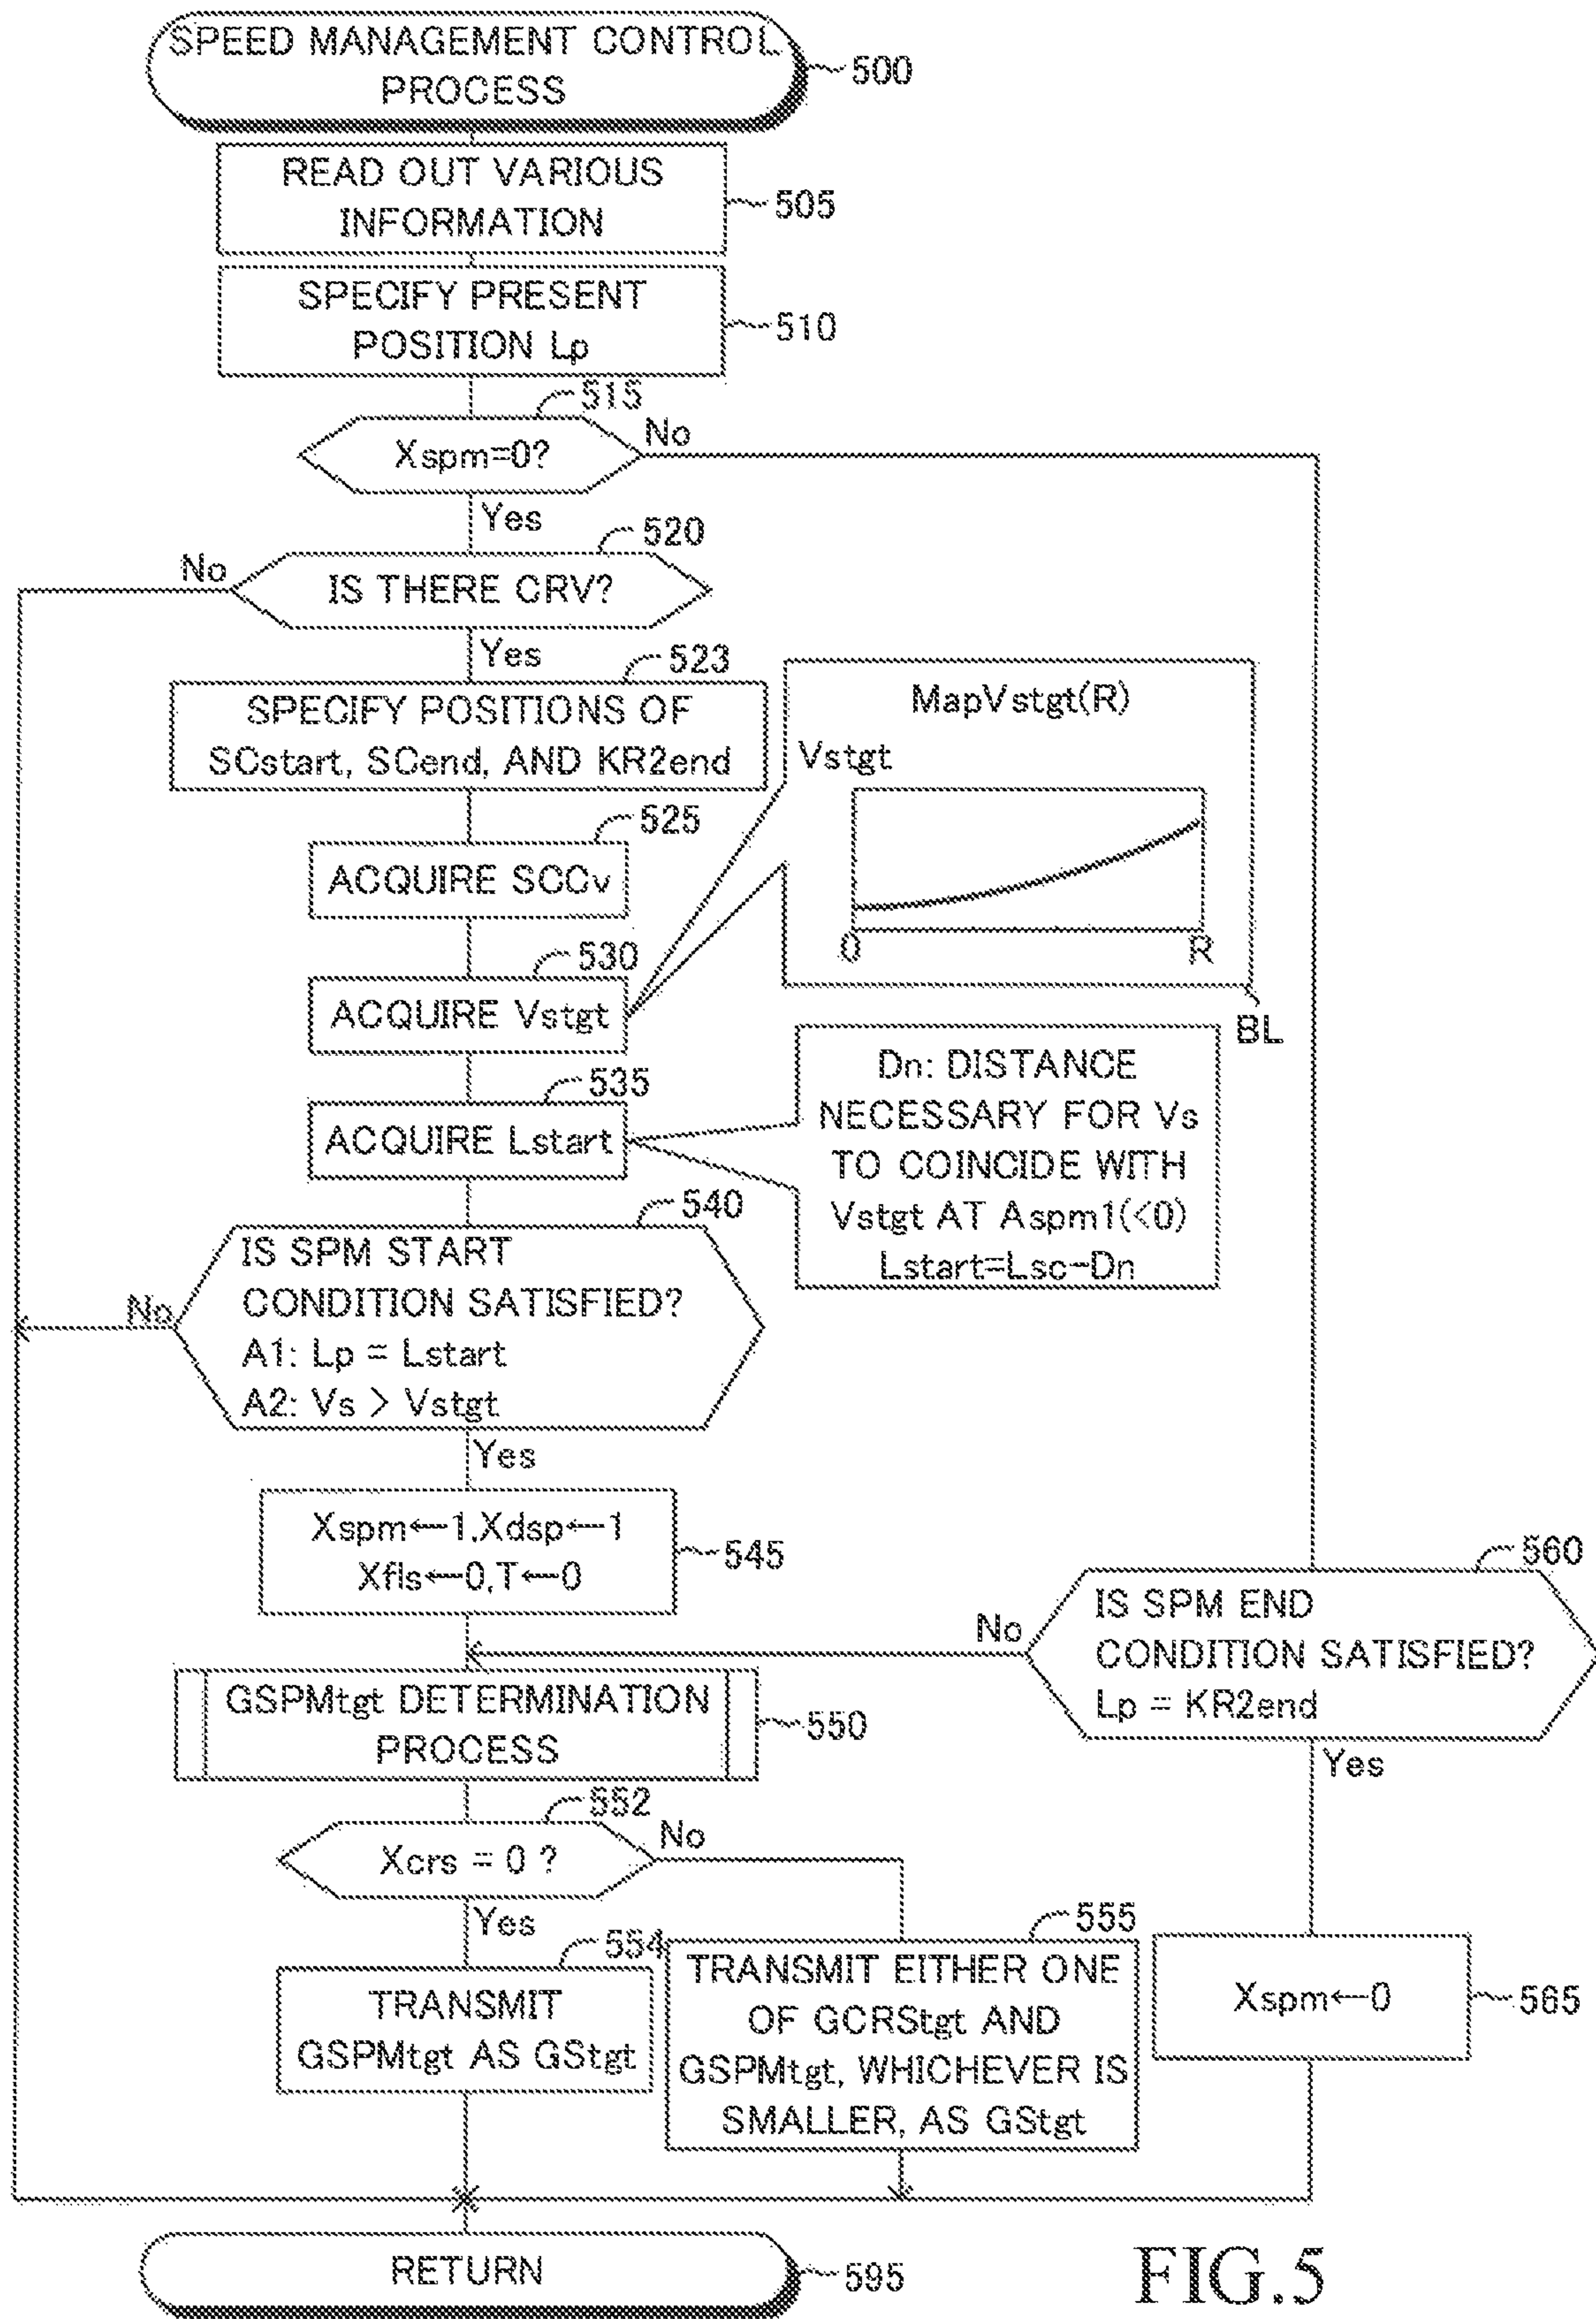 SPEED MANAGEMENT CONTROL
PROCESS
500
READ OUT VARIOUS
INFORMATION
505
SPECIFY PRESENT
POSITION Lp
510
515
Xspm=0?
No
Yes
520
No
IS THERE CRV?
Yes
523
SPECIFY POSITIONS OF
SCstart, SCend, AND KR2end
MapVstgt(R)
Vstgt
0
R
BL
525
ACQUIRE SCCv
530
ACQUIRE Vstgt
535
ACQUIRE Lstart
Dn: DISTANCE
NECESSARY FOR Vs
TO COINCIDE WITH
Vstgt AT Aspm1(<0)
Lstart=Lsc-Dn
540
IS SPM START
CONDITION SATISFIED?
A1: Lp = Lstart
A2: Vs > Vstgt
No
Yes
Xspm←1,Xdsp←1
Xfls←0,T←0
545
560
IS SPM END
CONDITION SATISFIED?
Lp = KR2end
No
Yes
GSPMtgt DETERMINATION
PROCESS
550
552
Xcrs = 0 ?
No
Yes
554
TRANSMIT
GSPMtgt AS GStgt
555
TRANSMIT EITHER ONE
OF GCRStgt AND
GSPMtgt, WHICHEVER IS
SMALLER, AS GStgt
Xspm←0
565
RETURN
595
FIG.5